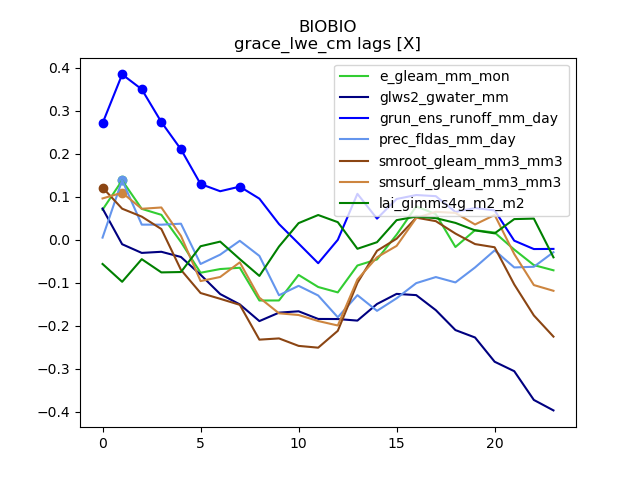 BIOBIO
grace_lwe_cm lags [X]
e_gleam_mm_mon
glws2_gwater_mm
grun_ens_runoff_mm_day
prec_fldas_mm_day
smroot_gleam_mm3_mm3
smsurf_gleam_mm3_mm3
lai_gimms4g_m2_m2
0.4
0.3
0.2
0.1
0.0
−0.1
−0.2
−0.3
−0.4
0 5 10 15 20